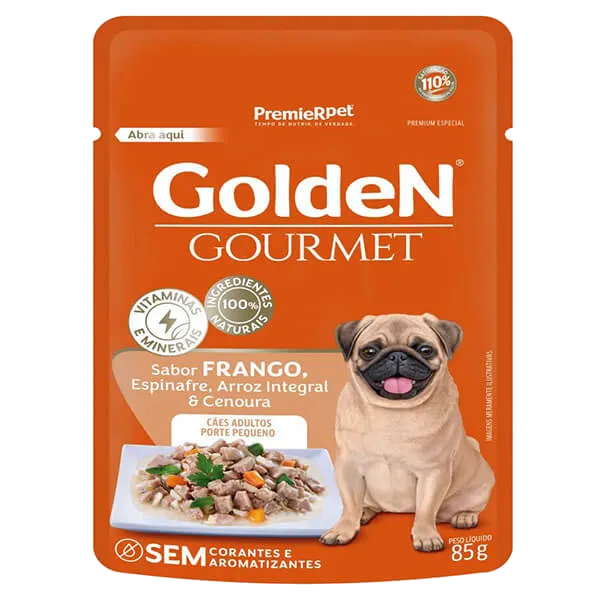 110%
PremieRpet®
TEMPO DE NUTRIR. DE VERDADE.
PREMIUM ESPECIAL
Abra aqui
GoldeN®
GOURMET
VITAMINAS
E MINERAIS
INGREDIENTES
100%
NATURAIS
Sabor FRANGO,
Espinafre, Arroz Integral
& Cenoura
CÃES ADULTOS
PORTE PEQUENO
IMAGENS MERAMENTE ILUSTRATIVAS.
SEM CORANTES E
AROMATIZANTES
PESO LÍQUIDO
85g